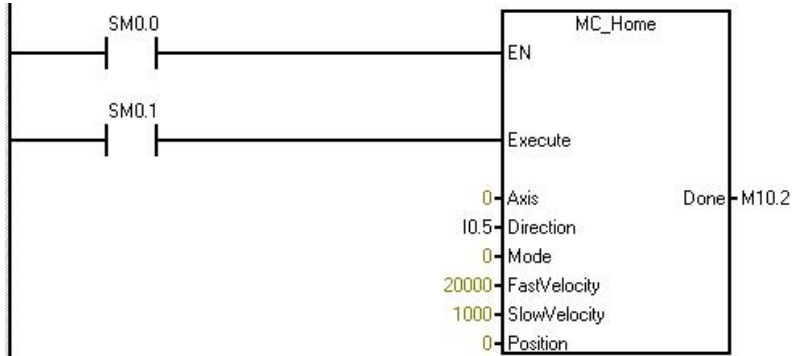 SM0.0
MC_Home
EN
SM0.1
Execute
0 Axis Done M10.2
I0.5 Direction
0 Mode
20000 FastVelocity
1000 SlowVelocity
0 Position